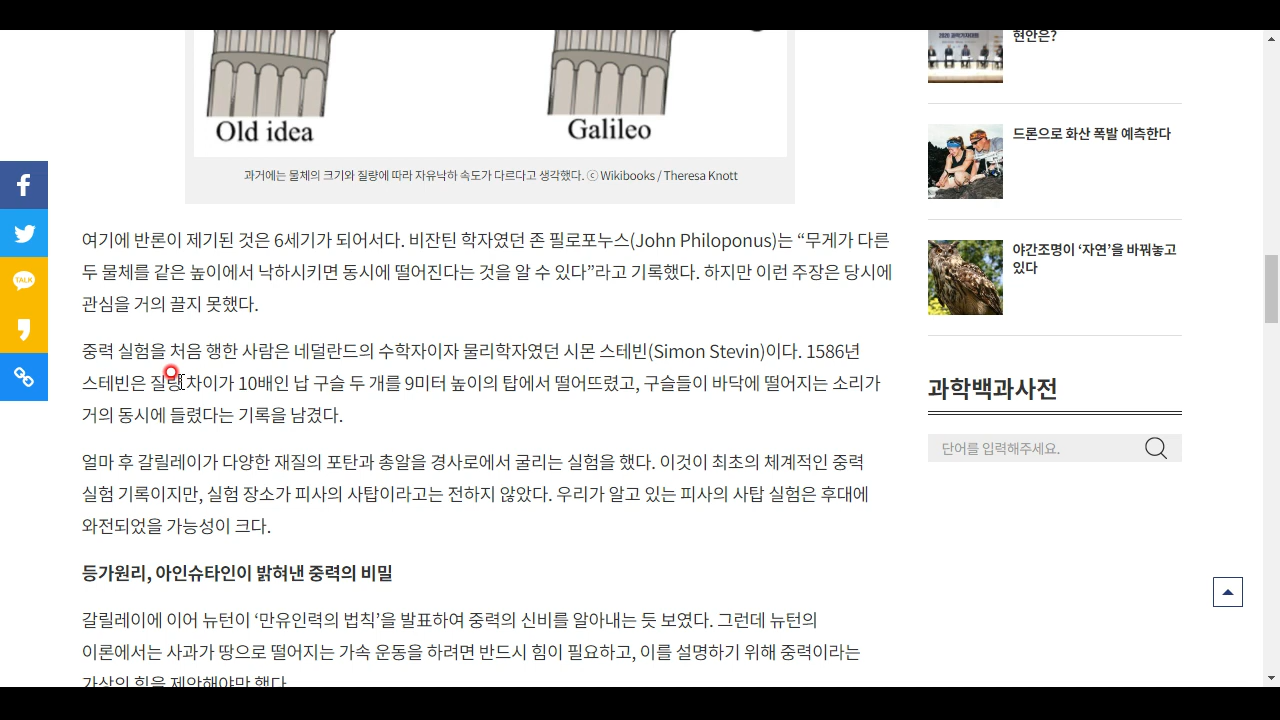 Old idea
Galileo
과거에는 물체의 크기와 질량에 따라 자유낙하 속도가 다르다고 생각했다. ⓒ Wikibooks / Theresa Knott
여기에 반론이 제기된 것은 6세기가 되어서다. 비잔틴 학자였던 존 필로포누스(John Philoponus)는 “무게가 다른
두 물체를 같은 높이에서 낙하시키면 동시에 떨어진다는 것을 알 수 있다”라고 기록했다. 하지만 이런 주장은 당시에
관심을 거의 끌지 못했다.
중력 실험을 처음 행한 사람은 네덜란드의 수학자이자 물리학자였던 시몬 스테빈(Simon Stevin)이다. 1586년
스테빈은 질량 차이가 10배인 납 구슬 두 개를 9미터 높이의 탑에서 떨어뜨렸고, 구슬들이 바닥에 떨어지는 소리가
거의 동시에 들렸다는 기록을 남겼다.
얼마 후 갈릴레이가 다양한 재질의 포탄과 총알을 경사로에서 굴리는 실험을 했다. 이것이 최초의 체계적인 중력
실험 기록이지만, 실험 장소가 피사의 사탑이라고는 전하지 않았다. 우리가 알고 있는 피사의 사탑 실험은 후대에
와전되었을 가능성이 크다.
등가원리, 아인슈타인이 밝혀낸 중력의 비밀
갈릴레이에 이어 뉴턴이 ‘만유인력의 법칙’을 발표하여 중력의 신비를 알아내는 듯 보였다. 그런데 뉴턴의
이론에서는 사과가 땅으로 떨어지는 가속 운동을 하려면 반드시 힘이 필요하고, 이를 설명하기 위해 중력이라는
가상의 힘을 제안해야만 했다.
현안은?
드론으로 화산 폭발 예측한다
야간조명이 ‘자연’을 바꿔놓고
있다
과학백과사전
단어를 입력해주세요.
TALK